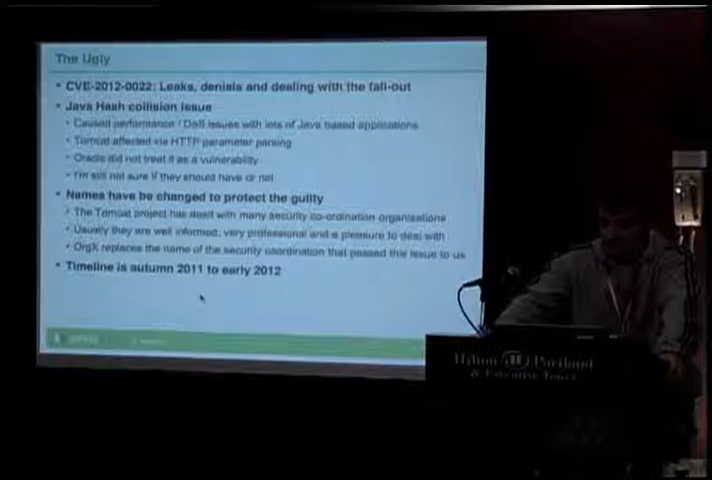 The Ugly
CVE-2012-0022: Leaks, denials and dealing with the fall-out
Java Hash collision issue
Caused performance / DoS issues with lots of Java based applications
Tomcat affected via HTTP parameter parsing
Oracle did not treat it as a vulnerability
I'm still not sure if they should have or not
Names have be changed to protect the guilty
The Tomcat project has dealt with many security co-ordination organisations
Usually they are well informed, very professional and a pleasure to deal with
OrgX replaces the name of the security coordination that passed this issue to us
Timeline is autumn 2011 to early 2012
Hilton Portland
& Executive Tower